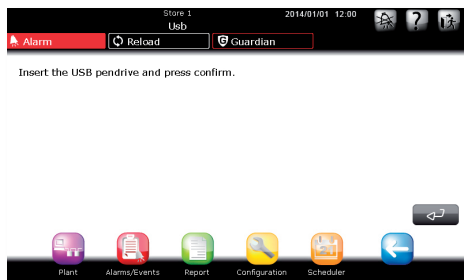 Store 1
2014/01/01 12:00
Usb
?
Alarm
Reload
G Guardian
Insert the USB pendrive and press confirm.
Plant
Alarms/Events
Report
Configuration
Scheduler